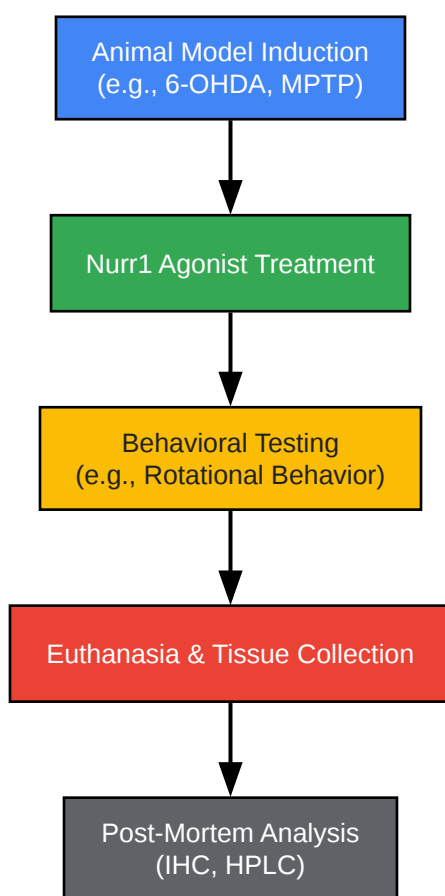 Animal Model Induction
(e.g., 6-OHDA, MPTP)
Nurr1 Agonist Treatment
Behavioral Testing
(e.g., Rotational Behavior)
Euthanasia & Tissue Collection
Post-Mortem Analysis
(IHC, HPLC)